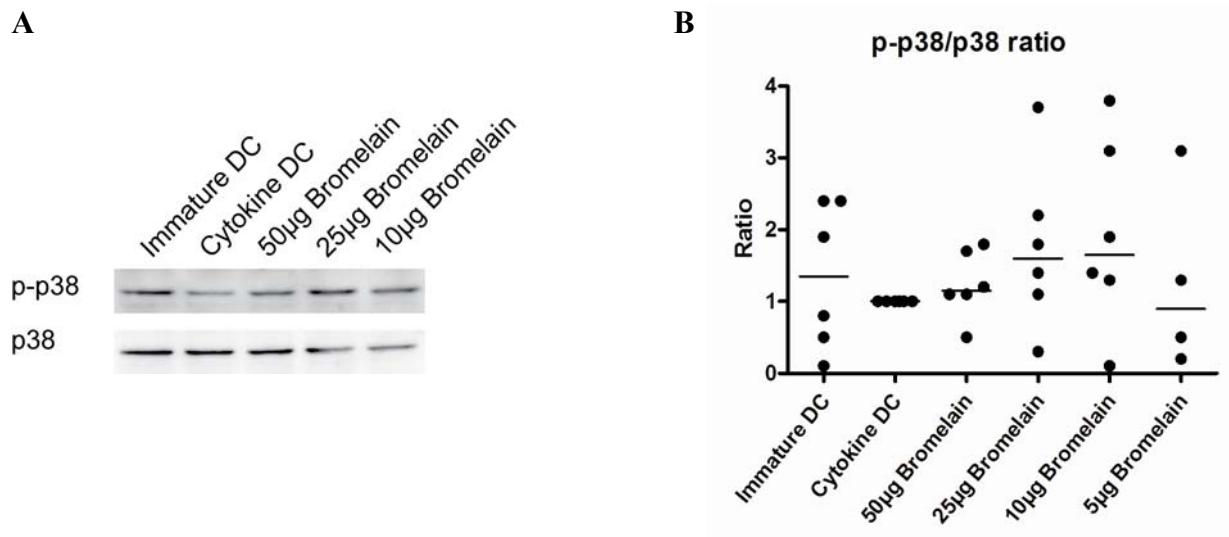 A
Immature DC
Cytokine DC
50µg Bromelain
25µg Bromelain
10µg Bromelain
p-p38
p38
B
p-p38/p38 ratio
Ratio
4
3
2
1
0
Immature DC
Cytokine DC
50µg Bromelain
25µg Bromelain
10µg Bromelain
5µg Bromelain